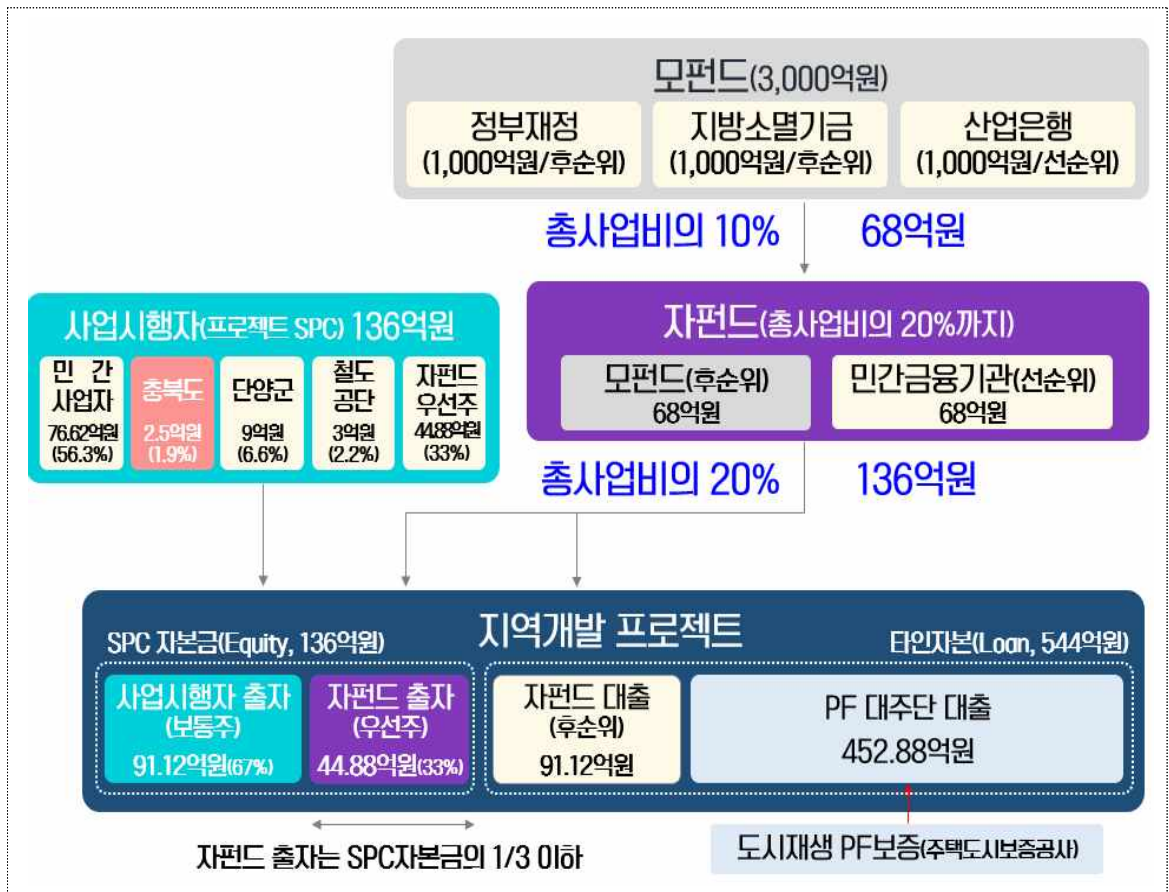 모펀드(3,000억원)
정부재정
(1,000억원/후순위)
지방소멸기금
(1,000억원/후순위)
산업은행
(1,000억원/선순위)
총사업비의 10% 68억원
사업시행자(프로젝트 SPC) 136억원
민 간
사업자
76.62억원
(56.3%)
충북도
2.5억원
(1.9%)
단양군
9억원
(6.6%)
철도
공단
3억원
(2.2%)
자펀드
우선주
44.88억원
(33%)
자펀드(총사업비의 20%까지)
모펀드(후순위)
68억원
민간금융기관(선순위)
68억원
총사업비의 20% 136억원
지역개발 프로젝트
SPC 자본금(Equity, 136억원)
타인자본(Loan, 544억원)
사업시행자 출자
(보통주)
91.12억원(67%)
자펀드 출자
(우선주)
44.88억원(33%)
자펀드 대출
(후순위)
91.12억원
PF 대주단 대출
452.88억원
자펀드 출자는 SPC자본금의 1/3 이하
도시재생 PF보증(주택도시보증공사)